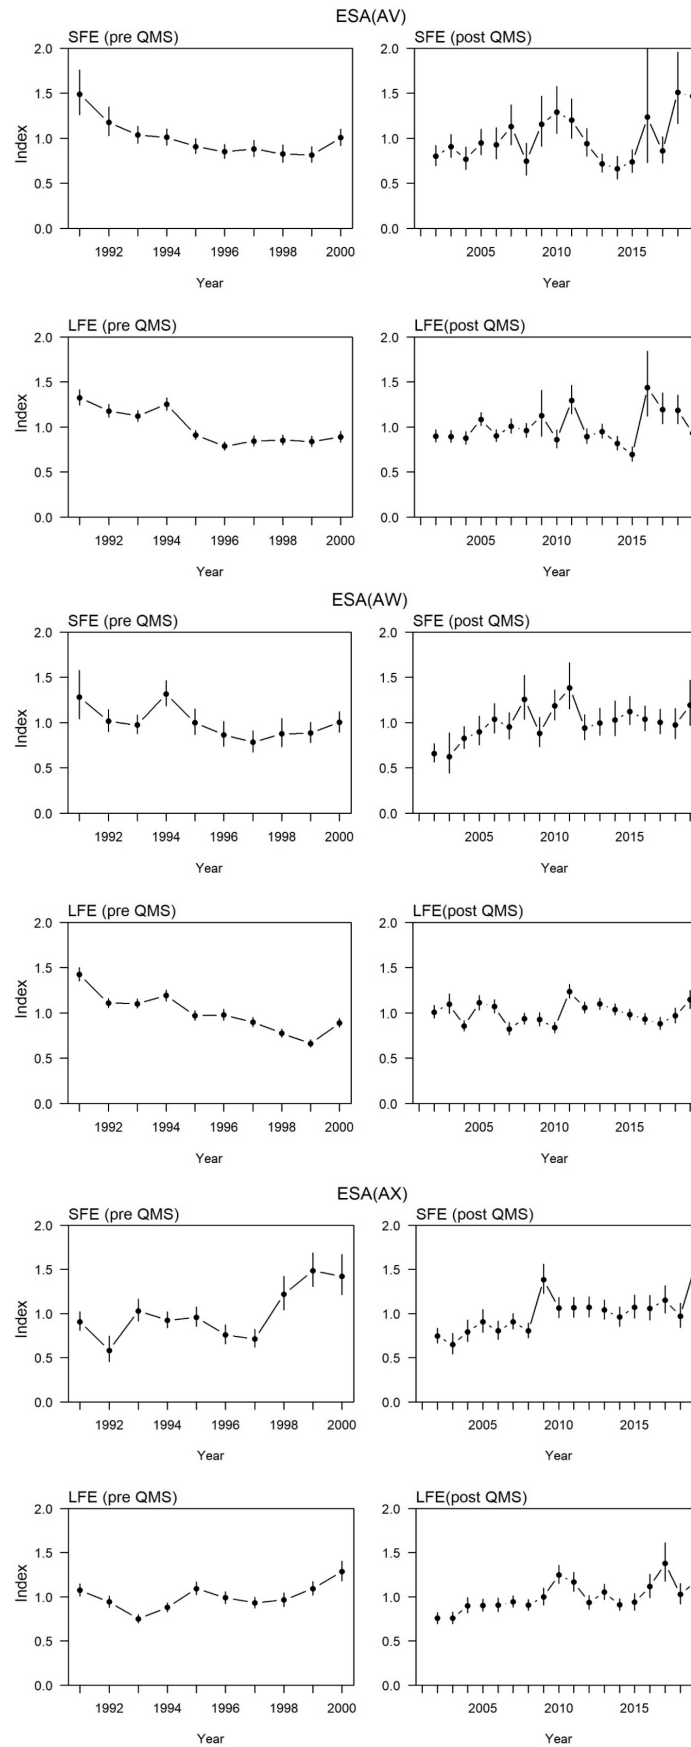 ESA(AV)
SFE (pre QMS)
SFE (post QMS)
2.0
1.5
1.0
0.5
0.0
Index
1992 1994 1996 1998 2000
Year
2.0
1.5
1.0
0.5
0.0
2005 2010 2015
Year
LFE (pre QMS)
LFE(post QMS)
2.0
1.5
1.0
0.5
0.0
Index
1992 1994 1996 1998 2000
Year
2.0
1.5
1.0
0.5
0.0
2005 2010 2015
Year
ESA(AW)
SFE (pre QMS)
SFE (post QMS)
2.0
1.5
1.0
0.5
0.0
Index
1992 1994 1996 1998 2000
Year
2.0
1.5
1.0
0.5
0.0
2005 2010 2015
Year
LFE (pre QMS)
LFE(post QMS)
2.0
1.5
1.0
0.5
0.0
Index
1992 1994 1996 1998 2000
Year
2.0
1.5
1.0
0.5
0.0
2005 2010 2015
Year
ESA(AX)
SFE (pre QMS)
SFE (post QMS)
2.0
1.5
1.0
0.5
0.0
Index
1992 1994 1996 1998 2000
Year
2.0
1.5
1.0
0.5
0.0
2005 2010 2015
Year
LFE (pre QMS)
LFE(post QMS)
2.0
1.5
1.0
0.5
0.0
Index
1992 1994 1996 1998 2000
Year
2.0
1.5
1.0
0.5
0.0
2005 2010 2015
Year